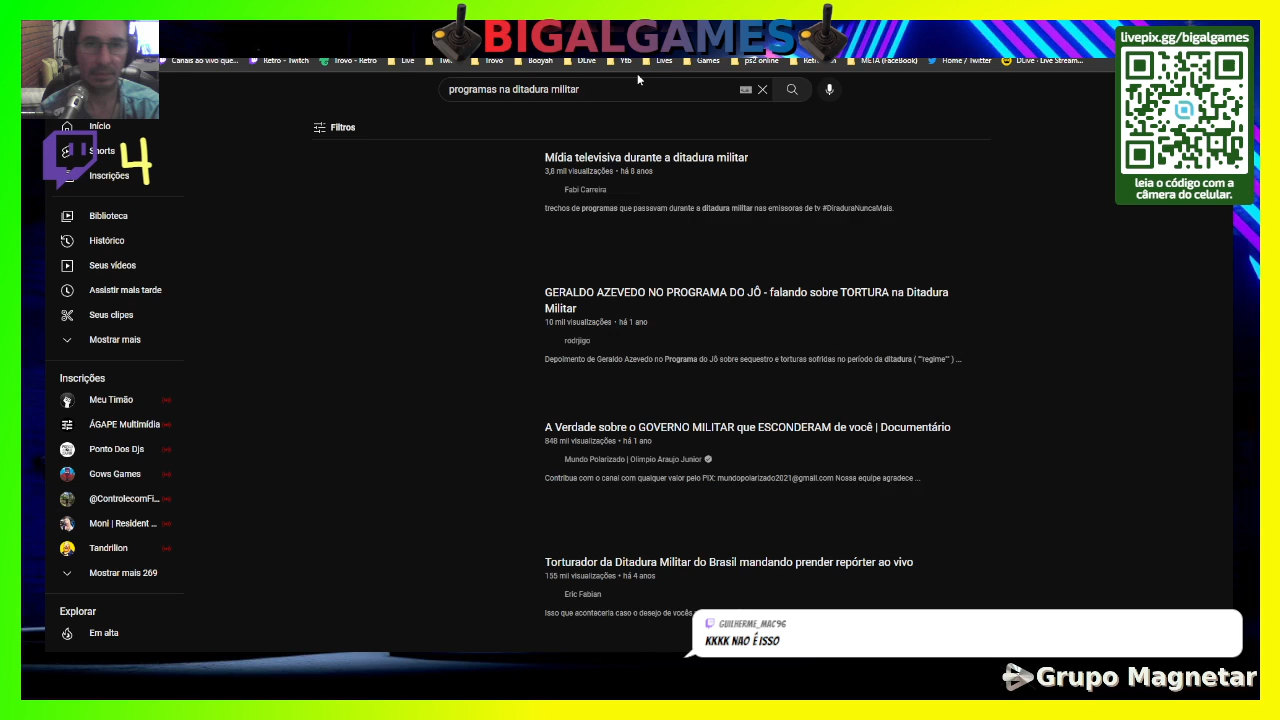 BIGALGAMES
livepix.gg/bigalgames
Canais ao vivo que...
Retro - Twitch
Trovo - Retro
Live
Trovo
Booyah
DLive
Ytb
Lives
Games
ps2 online
META (FaceBook)
Home / Twitter
DLive · Live Stream...
programas na ditadura militar
leia o código com a
câmera do celular.
Início
Shorts
Inscrições
4
Biblioteca
Histórico
Seus vídeos
Assistir mais tarde
Seus clipes
Mostrar mais
Inscrições
Meu Timão
ÁGAPE Multimídia
Ponto Dos Djs
Gows Games
@ControlecomFi...
Moni | Resident ...
Tandrilion
Mostrar mais 269
Explorar
Em alta
Filtros
Mídia televisiva durante a ditadura militar
3,8 mil visualizações • há 8 anos
Fabi Carreira
trechos de programas que passavam durante a ditadura militar nas emissoras de tv #DiraduraNuncaMais.
GERALDO AZEVEDO NO PROGRAMA DO JÔ - falando sobre TORTURA na Ditadura
Militar
10 mil visualizações • há 1 ano
rodrjigo
Depoimento de Geraldo Azevedo no Programa do Jô sobre sequestro e torturas sofridas no período da ditadura ( ""regime"" ) ...
A Verdade sobre o GOVERNO MILITAR que ESCONDERAM de você | Documentário
848 mil visualizações • há 1 ano
Mundo Polarizado | Olimpio Araujo Junior
Contribua com o canal com qualquer valor pelo PIX: mundopolarizado2021@gmail.com Nossa equipe agradece ...
Torturador da Ditadura Militar do Brasil mandando prender repórter ao vivo
155 mil visualizações • há 4 anos
Eric Fabian
Isso que aconteceria caso o desejo de vocês
GUILHERME_MAC96
KKKK NAO É ISSO
Grupo Magnetar